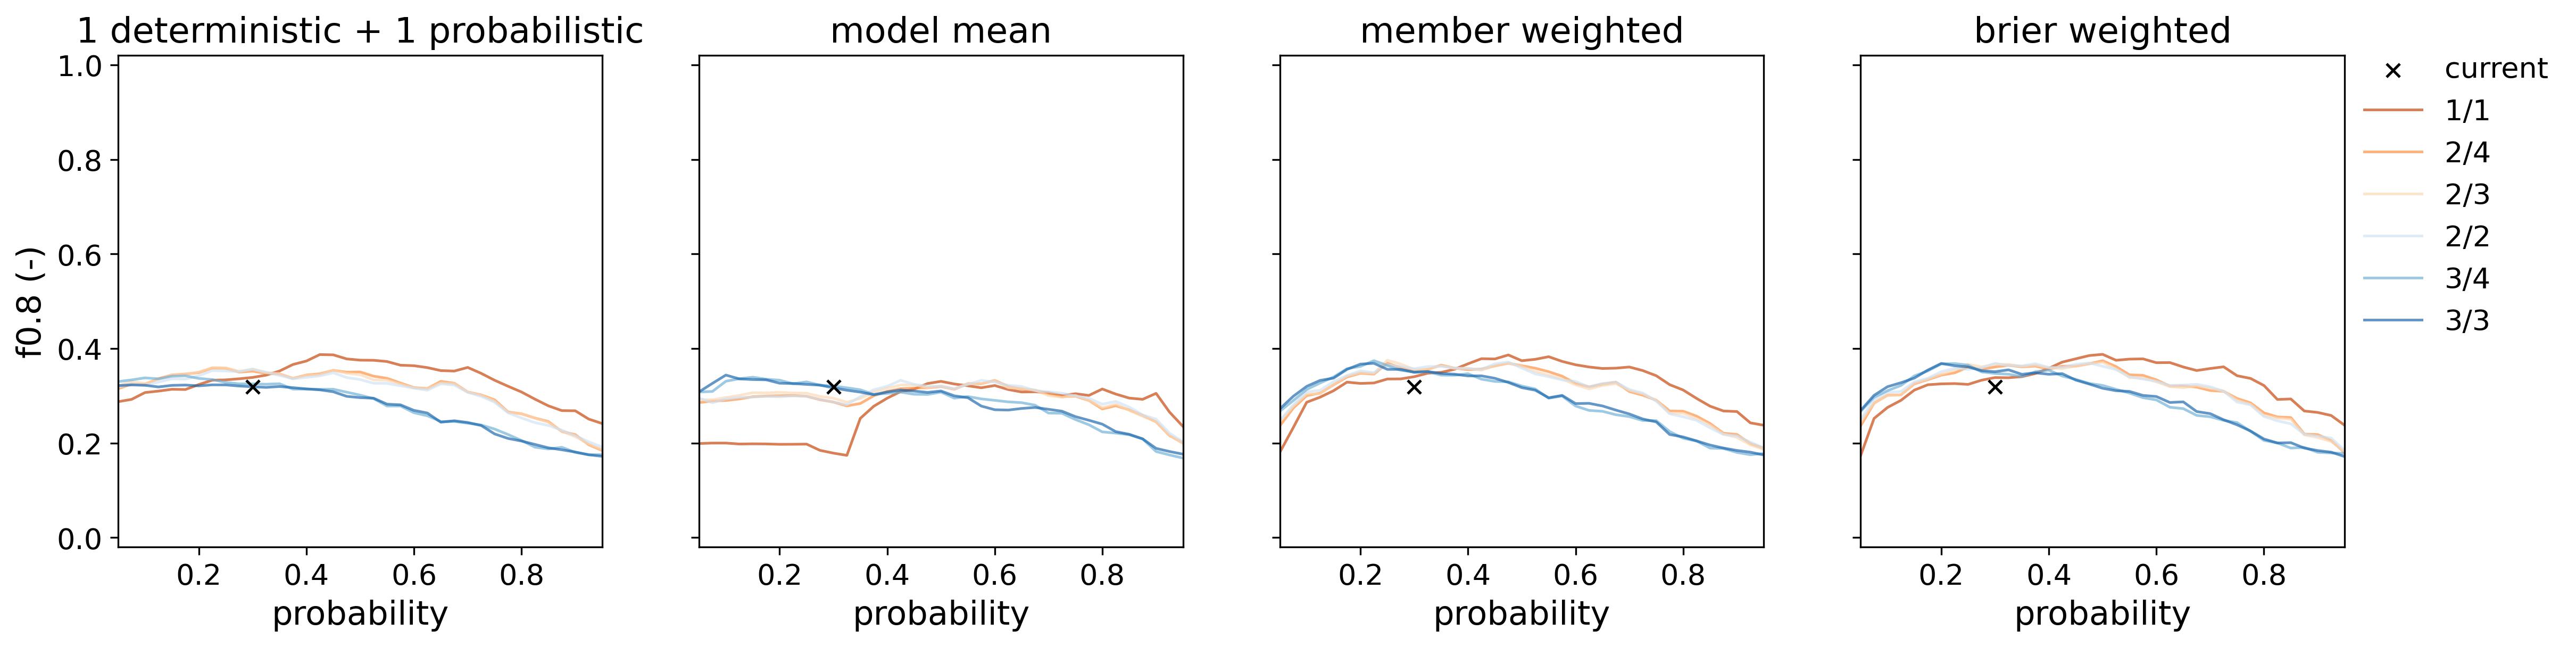 1 deterministic + 1 probabilistic
model mean
member weighted
brier weighted
f0.8 (-)
1.0
0.8
0.6
0.4
0.2
0.0
0.2 0.4 0.6 0.8
0.2 0.4 0.6 0.8
0.2 0.4 0.6 0.8
0.2 0.4 0.6 0.8
probability
probability
probability
probability
current
1/1
2/4
2/3
2/2
3/4
3/3